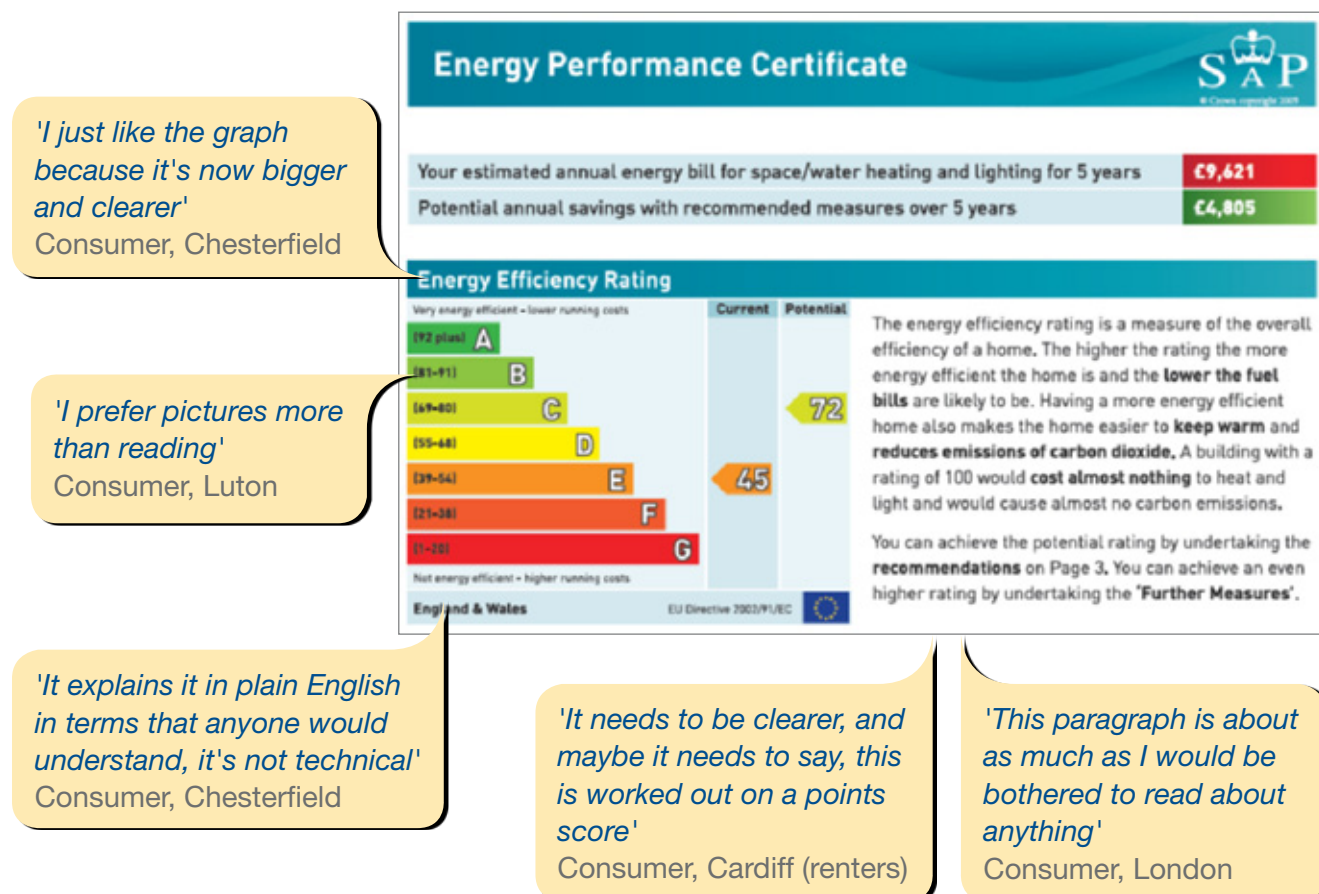 Energy Performance Certificate
SAP
© Crown copyright 2009
Your estimated annual energy bill for space/water heating and lighting for 5 years £9,621
Potential annual savings with recommended measures over 5 years £4,805
Energy Efficiency Rating
Very energy efficient - lower running costs
Current Potential
(92 plus) A
(81-91) B
(69-80) C
72
(55-68) D
(39-54) E
45
(21-38) F
(1-20) G
Not energy efficient - higher running costs
England & Wales
EU Directive 2002/91/EC
The energy efficiency rating is a measure of the overall
efficiency of a home. The higher the rating the more
energy efficient the home is and the lower the fuel
bills are likely to be. Having a more energy efficient
home also makes the home easier to keep warm and
reduces emissions of carbon dioxide. A building with a
rating of 100 would cost almost nothing to heat and
light and would cause almost no carbon emissions.
You can achieve the potential rating by undertaking the
recommendations on Page 3. You can achieve an even
higher rating by undertaking the 'Further Measures'.
'I just like the graph
because it's now bigger
and clearer'
Consumer, Chesterfield
'I prefer pictures more
than reading'
Consumer, Luton
'It explains it in plain English
in terms that anyone would
understand, it's not technical'
Consumer, Chesterfield
'It needs to be clearer, and
maybe it needs to say, this
is worked out on a points
score'
Consumer, Cardiff (renters)
'This paragraph is about
as much as I would be
bothered to read about
anything'
Consumer, London